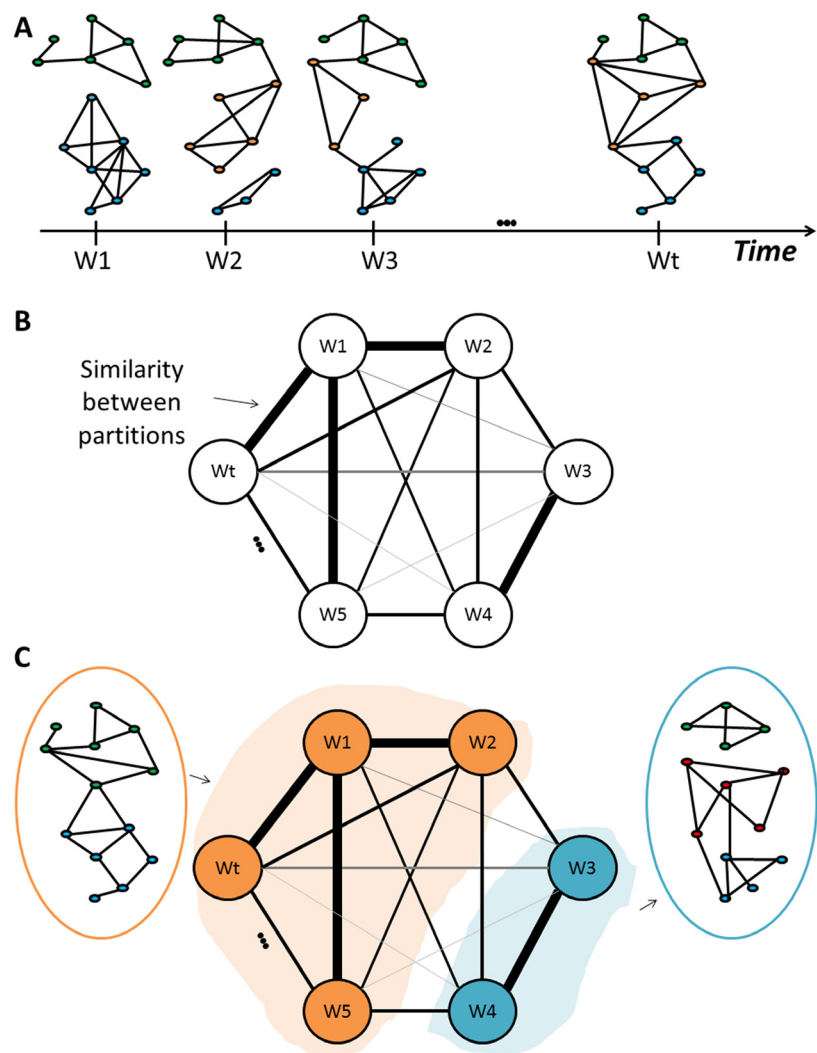 A
W1
W2
W3
...
Wt
Time
B
Similarity
between
partitions
W1
W2
Wt
W3
...
W5
W4
C
W1
W2
Wt
W3
...
W5
W4